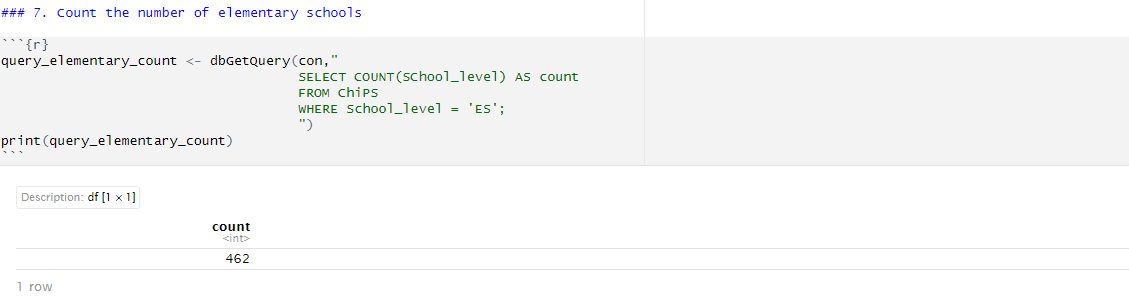 ### 7. Count the number of elementary schools
```{r}
query_elementary_count <- dbGetQuery(con,"
SELECT COUNT(SChool_level) AS count
FROM ChiPS
WHERE School_level = 'ES';
")
print(query_elementary_count)
```
Description: df [1 × 1]
count
<int>
462
1 row